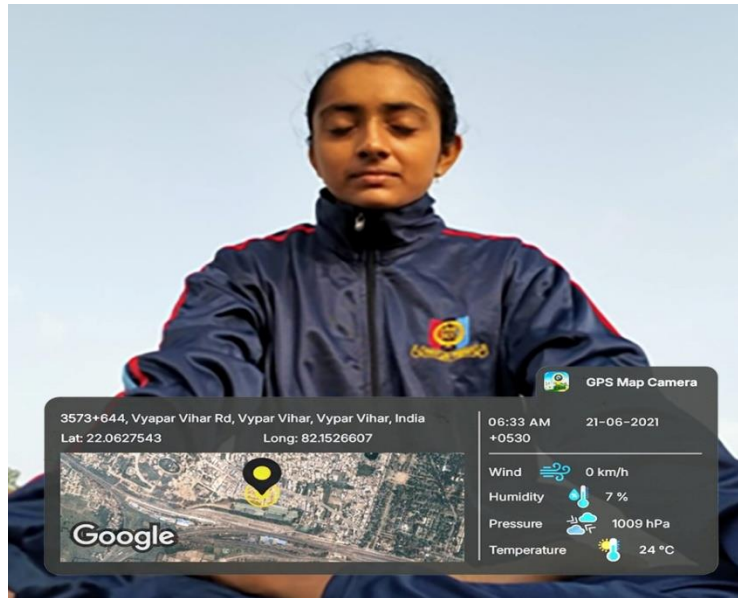 GPS Map Camera
3573+644, Vyapar Vihar Rd, Vypar Vihar, Vypar Vihar, India
Lat: 22.0627543 Long: 82.1526607
Google
06:33 AM 21-06-2021
+0530
Wind 0 km/h
Humidity 7 %
Pressure 1009 hPa
Temperature 24 °C